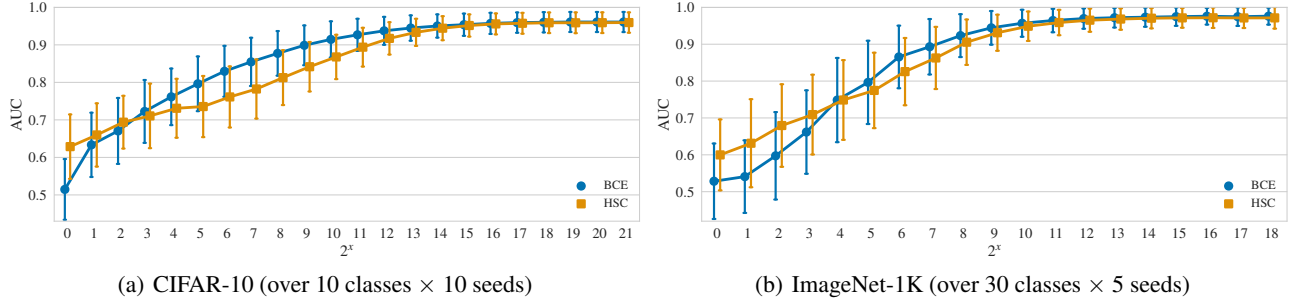 1.0
0.9
0.8
0.7
0.6
0.5
AUC
BCE
HSC
0 1 2 3 4 5 6 7 8 9 10 11 12 13 14 15 16 17 18 19 20 21
2^x
(a) CIFAR-10 (over 10 classes × 10 seeds)
1.0
0.9
0.8
0.7
0.6
0.5
AUC
BCE
HSC
0 1 2 3 4 5 6 7 8 9 10 11 12 13 14 15 16 17 18
2^x
(b) ImageNet-1K (over 30 classes × 5 seeds)